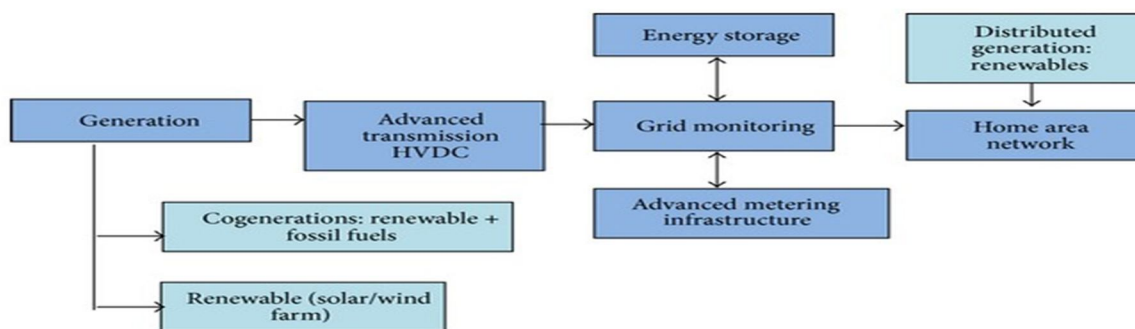 Energy storage
Distributed
generation:
renewables
Generation
Advanced
transmission
HVDC
Grid monitoring
Home area
network
Advanced metering
infrastructure
Cogenerations: renewable +
fossil fuels
Renewable (solar/wind
farm)